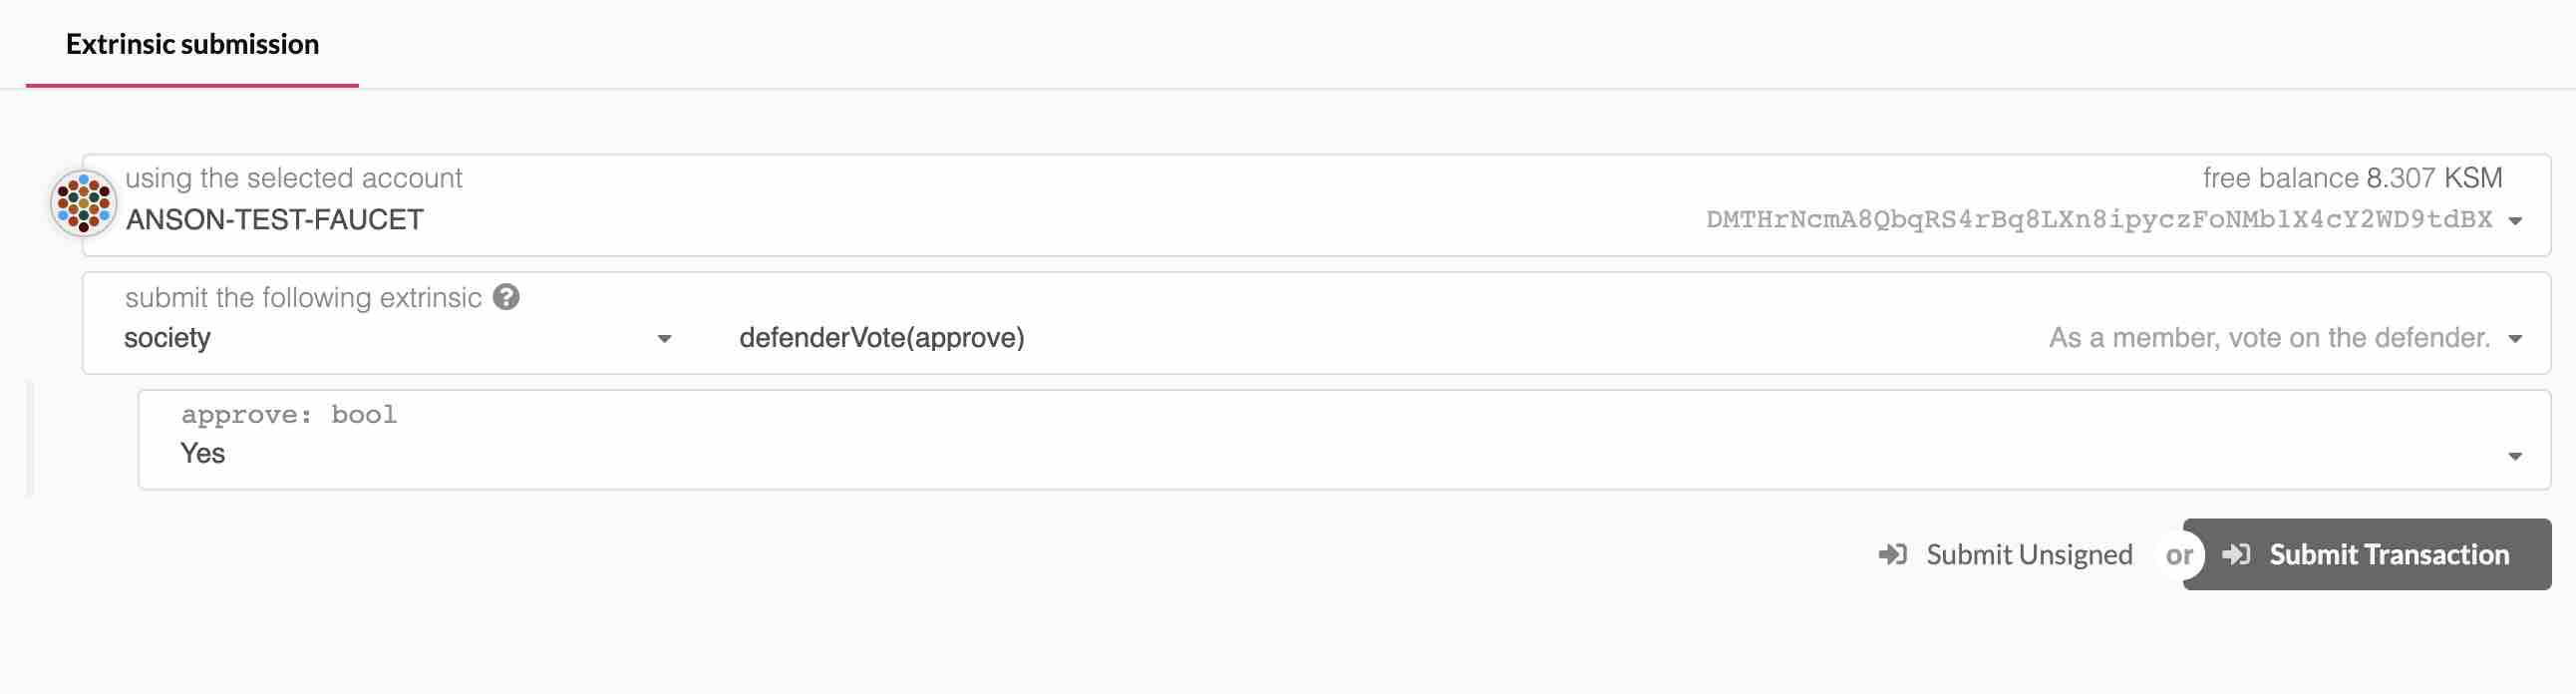 Extrinsic submission
using the selected account
free balance 8.307 KSM
ANSON-TEST-FAUCET
DMTHrNcmA8QbqRS4rBq8LXn8ipyczFoNMb1X4cY2WD9tdBX
submit the following extrinsic
society
defenderVote(approve)
As a member, vote on the defender.
approve: bool
Yes
Submit Unsigned or Submit Transaction